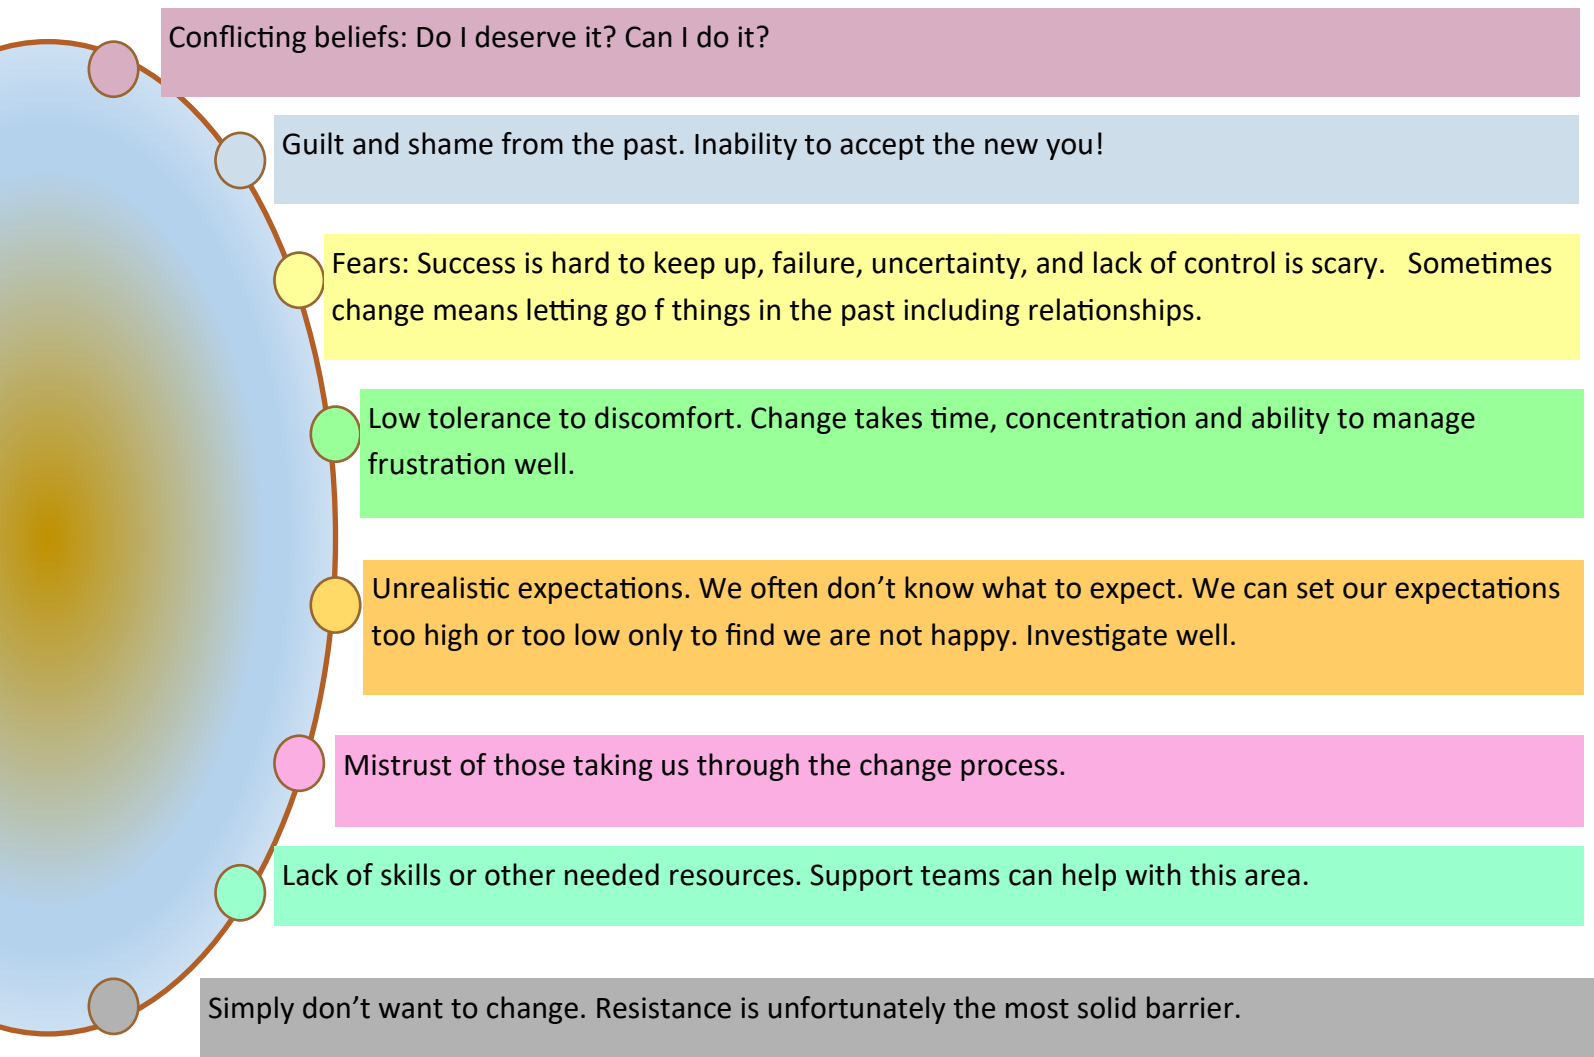 Conflicting beliefs: Do I deserve it? Can I do it?
Guilt and shame from the past. Inability to accept the new you!
Fears: Success is hard to keep up, failure, uncertainty, and lack of control is scary.   Sometimes
change means letting go f things in the past including relationships.
Low tolerance to discomfort. Change takes time, concentration and ability to manage
frustration well.
Unrealistic expectations. We often don’t know what to expect. We can set our expectations
too high or too low only to find we are not happy. Investigate well.
Mistrust of those taking us through the change process.
Lack of skills or other needed resources. Support teams can help with this area.
Simply don’t want to change. Resistance is unfortunately the most solid barrier.